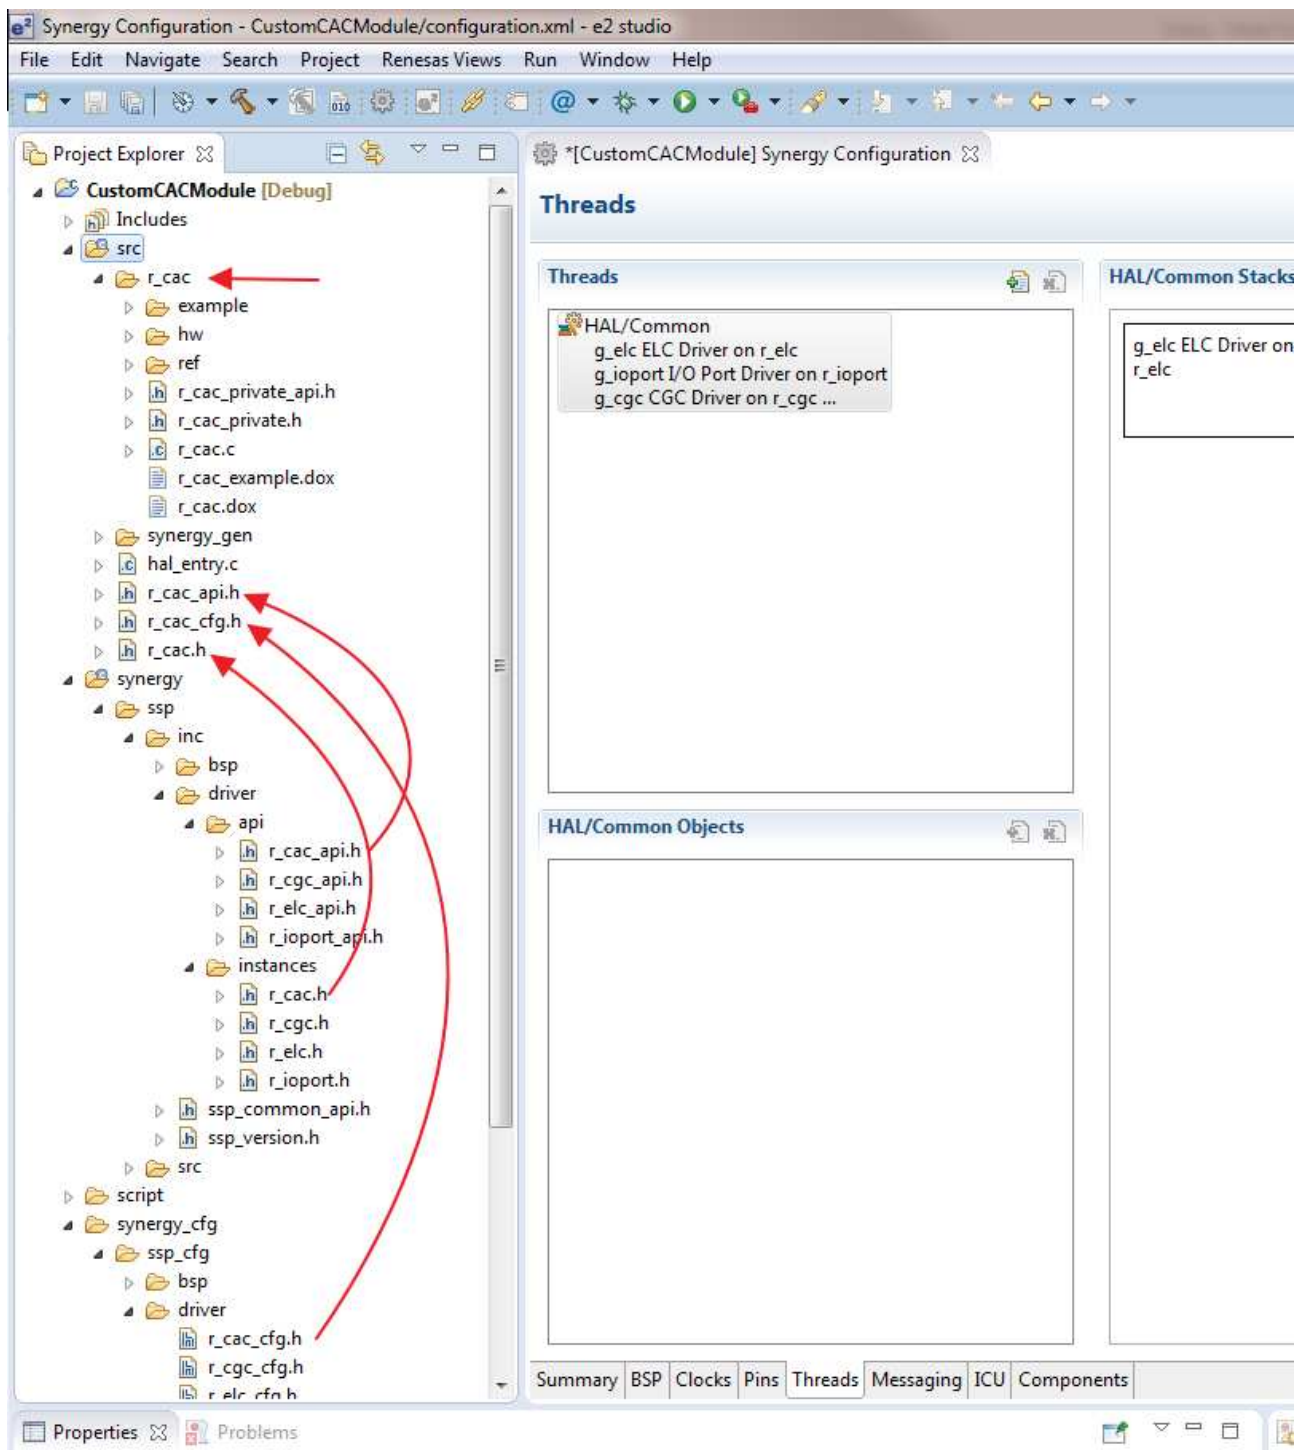 Synergy Configuration - CustomCACModule/configuration.xml - e2 studio
File Edit Navigate Search Project Renesas Views Run Window Help
Project Explorer
CustomCACModule [Debug]
Includes
src
r_cac
example
hw
ref
r_cac_private_api.h
r_cac_private.h
r_cac.c
r_cac_example.dox
r_cac.dox
synergy_gen
hal_entry.c
r_cac_api.h
r_cac_cfg.h
r_cac.h
synergy
ssp
inc
bsp
driver
api
r_cac_api.h
r_cgc_api.h
r_elc_api.h
r_ioport_api.h
instances
r_cac.h
r_cgc.h
r_elc.h
r_ioport.h
ssp_common_api.h
ssp_version.h
src
script
synergy_cfg
ssp_cfg
bsp
driver
r_cac_cfg.h
r_cgc_cfg.h
r_elc_cfg.h
*[CustomCACModule] Synergy Configuration
Threads
Threads
HAL/Common
g_elc ELC Driver on r_elc
g_ioport I/O Port Driver on r_ioport
g_cgc CGC Driver on r_cgc ...
HAL/Common Objects
HAL/Common Stacks
g_elc ELC Driver on
r_elc
Summary BSP Clocks Pins Threads Messaging ICU Components
Properties Problems